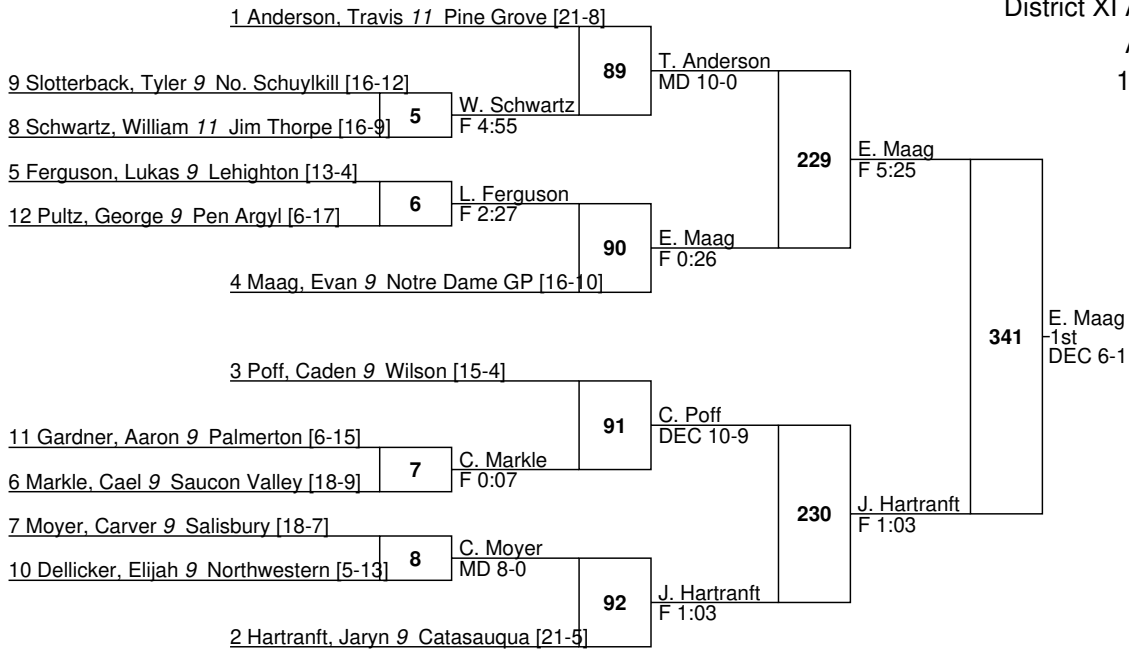 District XI
1 Anderson, Travis 11 Pine Grove [21-8]
1
89
T. Anderson
MD 10-0
9 Slotterback, Tyler 9 No. Schuylkill [16-12]
5
W. Schwartz
F 4:55
8 Schwartz, William 11 Jim Thorpe [16-9]
229
E. Maag
F 5:25
5 Ferguson, Lukas 9 Lehighton [13-4]
6
L. Ferguson
F 2:27
12 Pultz, George 9 Pen Argyl [6-17]
90
E. Maag
F 0:26
4 Maag, Evan 9 Notre Dame GP [16-10]
341
E. Maag
1st
DEC 6-1
3 Poff, Caden 9 Wilson [15-4]
91
C. Poff
DEC 10-9
11 Gardner, Aaron 9 Palmerton [6-15]
7
C. Markle
F 0:07
6 Markle, Cael 9 Saucon Valley [18-9]
230
J. Hartranft
F 1:03
7 Moyer, Carver 9 Salisbury [18-7]
8
C. Moyer
MD 8-0
10 Dellicker, Elijah 9 Northwestern [5-13]
92
J. Hartranft
F 1:03
2 Hartranft, Jaryn 9 Catasauqua [21-5]